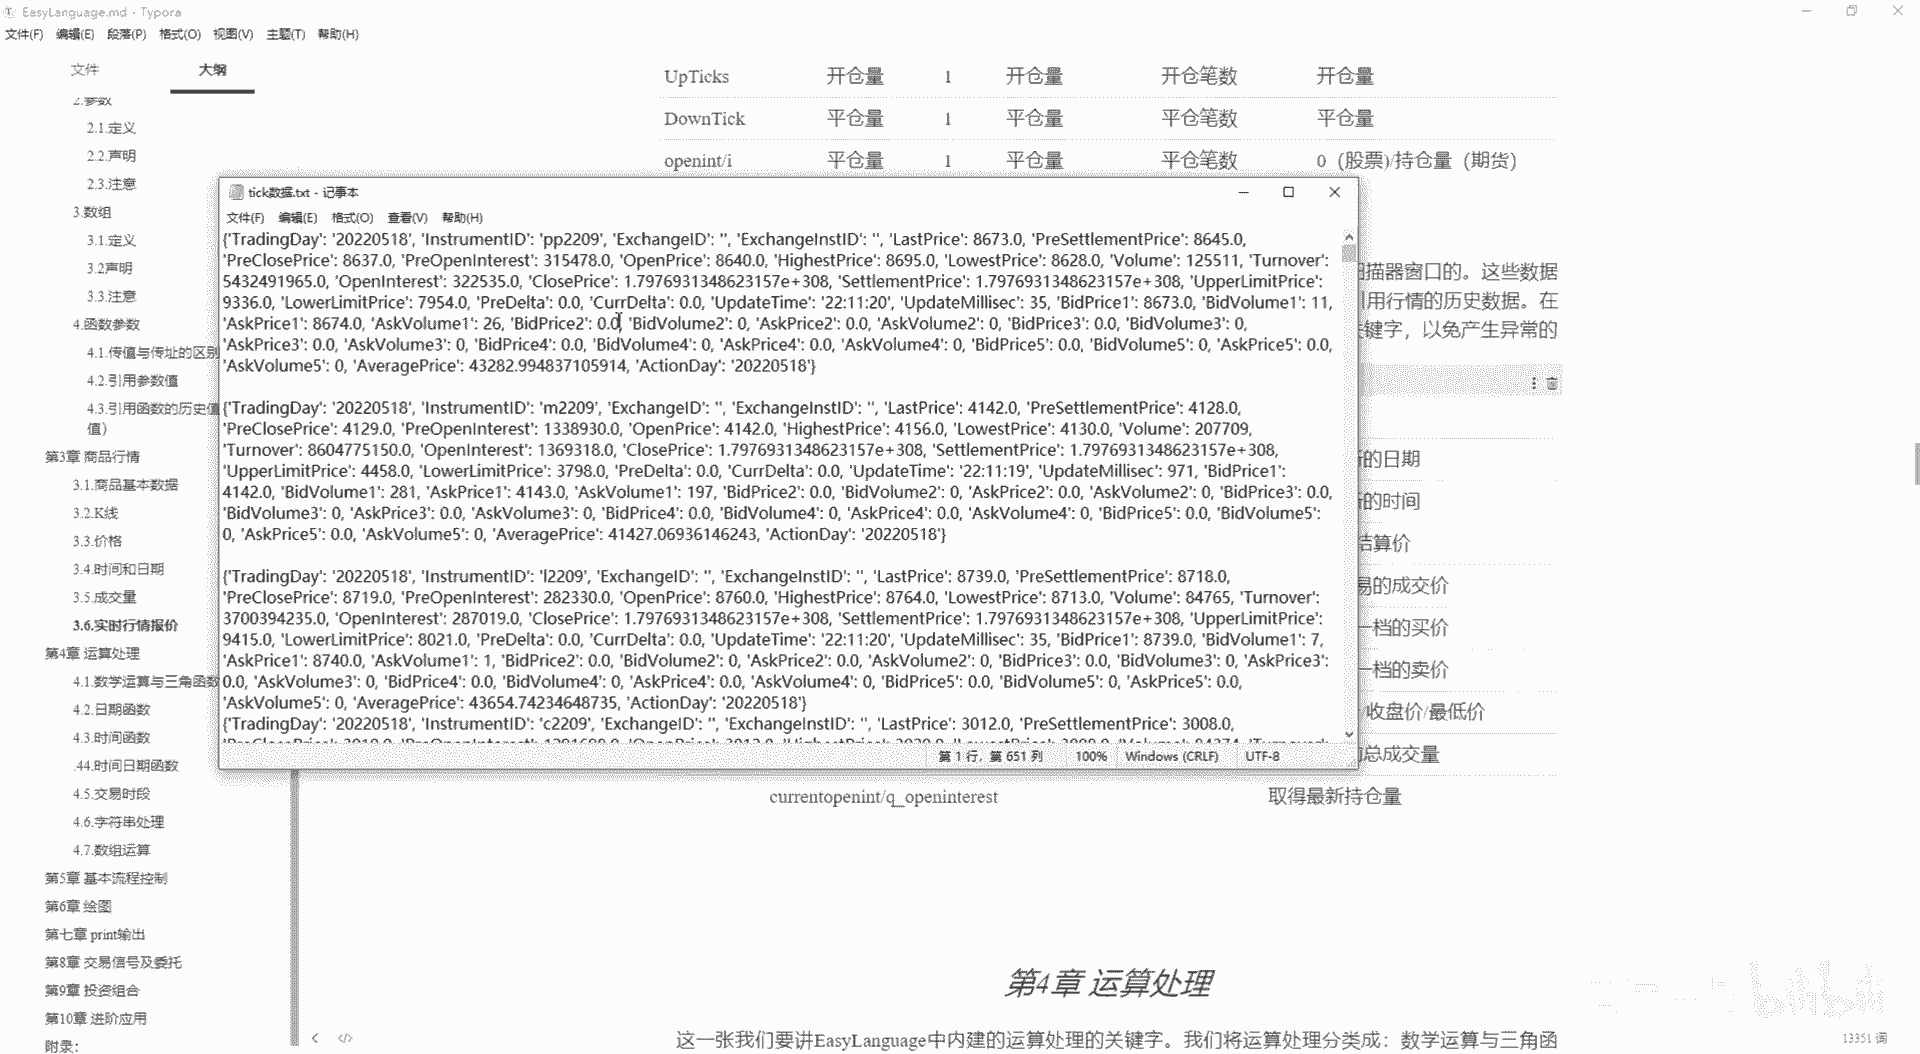 EasyLanguage.md - Typora
文件(F) 编辑(E) 段落(P) 格式(O) 视图(V) 主题(T) 帮助(H)
文件 大纲
2.参数
2.1.定义
2.2.声明
2.3.注意
3.数组
3.1.定义
3.2声明
3.3.注意
4.函数参数
4.1.传值与传址的区别
4.2.引用参数值
4.3.引用函数的历史值
值）
第3章 商品行情
3.1.商品基本数据
3.2.K线
3.3.价格
3.4.时间和日期
3.5.成交量
3.6.实时行情报价
第4章 运算处理
4.1.数学运算与三角函数
4.2.日期函数
4.3.时间函数
.44.时间日期函数
4.5.交易时段
4.6.字符串处理
4.7.数组运算
第5章 基本流程控制
第6章 绘图
第七章 print输出
第8章 交易信号及委托
第9章 投资组合
第10章 进阶应用
附录：
UpTicks 开仓量 1 开仓量 开仓笔数 开仓量
DownTick 平仓量 1 平仓量 平仓笔数 平仓量
openint/i 平仓量 1 平仓量 平仓笔数 0（股票)/持仓量（期货）
tick数据.txt - 记事本
文件(F) 编辑(E) 格式(O) 查看(V) 帮助(H)
{'TradingDay': '20220518', 'InstrumentID': 'pp2209', 'ExchangeID': '', 'ExchangeInstID': '', 'LastPrice': 8673.0, 'PreSettlementPrice': 8645.0,
'PreClosePrice': 8637.0, 'PreOpenInterest': 315478.0, 'OpenPrice': 8640.0, 'HighestPrice': 8695.0, 'LowestPrice': 8628.0, 'Volume': 125511, 'Turnover':
5432491965.0, 'OpenInterest': 322535.0, 'ClosePrice': 1.7976931348623157e+308, 'SettlementPrice': 1.7976931348623157e+308, 'UpperLimitPrice':
9336.0, 'LowerLimitPrice': 7954.0, 'PreDelta': 0.0, 'CurrDelta': 0.0, 'UpdateTime': '22:11:20', 'UpdateMillisec': 35, 'BidPrice1': 8673.0, 'BidVolume1': 11,
'AskPrice1': 8674.0, 'AskVolume1': 26, 'BidPrice2': 0.0, 'BidVolume2': 0, 'AskPrice2': 0.0, 'AskVolume2': 0, 'BidPrice3': 0.0, 'BidVolume3': 0,
'AskPrice3': 0.0, 'AskVolume3': 0, 'BidPrice4': 0.0, 'BidVolume4': 0, 'AskPrice4': 0.0, 'AskVolume4': 0, 'BidPrice5': 0.0, 'BidVolume5': 0, 'AskPrice5': 0.0,
'AskVolume5': 0, 'AveragePrice': 43282.994837105914, 'ActionDay': '20220518'}
{'TradingDay': '20220518', 'InstrumentID': 'm2209', 'ExchangeID': '', 'ExchangeInstID': '', 'LastPrice': 4142.0, 'PreSettlementPrice': 4128.0,
'PreClosePrice': 4129.0, 'PreOpenInterest': 1338930.0, 'OpenPrice': 4142.0, 'HighestPrice': 4156.0, 'LowestPrice': 4130.0, 'Volume': 207709,
'Turnover': 8604775150.0, 'OpenInterest': 1369318.0, 'ClosePrice': 1.7976931348623157e+308, 'SettlementPrice': 1.7976931348623157e+308,
'UpperLimitPrice': 4458.0, 'LowerLimitPrice': 3798.0, 'PreDelta': 0.0, 'CurrDelta': 0.0, 'UpdateTime': '22:11:19', 'UpdateMillisec': 971, 'BidPrice1':
4142.0, 'BidVolume1': 281, 'AskPrice1': 4143.0, 'AskVolume1': 197, 'BidPrice2': 0.0, 'BidVolume2': 0, 'AskPrice2': 0.0, 'AskVolume2': 0, 'BidPrice3': 0.0,
'BidVolume3': 0, 'AskPrice3': 0.0, 'AskVolume3': 0, 'BidPrice4': 0.0, 'BidVolume4': 0, 'AskPrice4': 0.0, 'AskVolume4': 0, 'BidPrice5': 0.0, 'BidVolume5':
0, 'AskPrice5': 0.0, 'AskVolume5': 0, 'AveragePrice': 41427.06936146243, 'ActionDay': '20220518'}
{'TradingDay': '20220518', 'InstrumentID': 'l2209', 'ExchangeID': '', 'ExchangeInstID': '', 'LastPrice': 8739.0, 'PreSettlementPrice': 8718.0,
'PreClosePrice': 8719.0, 'PreOpenInterest': 282330.0, 'OpenPrice': 8760.0, 'HighestPrice': 8764.0, 'LowestPrice': 8713.0, 'Volume': 84765, 'Turnover':
3700394235.0, 'OpenInterest': 287019.0, 'ClosePrice': 1.7976931348623157e+308, 'SettlementPrice': 1.7976931348623157e+308, 'UpperLimitPrice':
9415.0, 'LowerLimitPrice': 8021.0, 'PreDelta': 0.0, 'CurrDelta': 0.0, 'UpdateTime': '22:11:20', 'UpdateMillisec': 35, 'BidPrice1': 8739.0, 'BidVolume1': 7,
'AskPrice1': 8740.0, 'AskVolume1': 1, 'BidPrice2': 0.0, 'BidVolume2': 0, 'AskPrice2': 0.0, 'AskVolume2': 0, 'BidPrice3': 0.0, 'BidVolume3': 0, 'AskPrice3':
0.0, 'AskVolume3': 0, 'BidPrice4': 0.0, 'BidVolume4': 0, 'AskPrice4': 0.0, 'AskVolume4': 0, 'BidPrice5': 0.0, 'BidVolume5': 0, 'AskPrice5': 0.0,
'AskVolume5': 0, 'AveragePrice': 43654.74234648735, 'ActionDay': '20220518'}
{'TradingDay': '20220518', 'InstrumentID': 'c2209', 'ExchangeID': '', 'ExchangeInstID': '', 'LastPrice': 3012.0, 'PreSettlementPrice': 3008.0,
第 1 行，第 651 列 100% Windows (CRLF) UTF-8
描器窗口的。这些数据
用行情的历史数据。在
关键字，以免产生异常的
的日期
的时间
结算价
易的成交价
一档的买价
一档的卖价
/收盘价/最低价
总成交量
currentopenint/q_openinterest 取得最新持仓量
第4章 运算处理
这一张我们要讲EasyLanguage中内建的运算处理的关键字。我们将运算处理分类成：数学运算与三角函
13351 词
bilibili